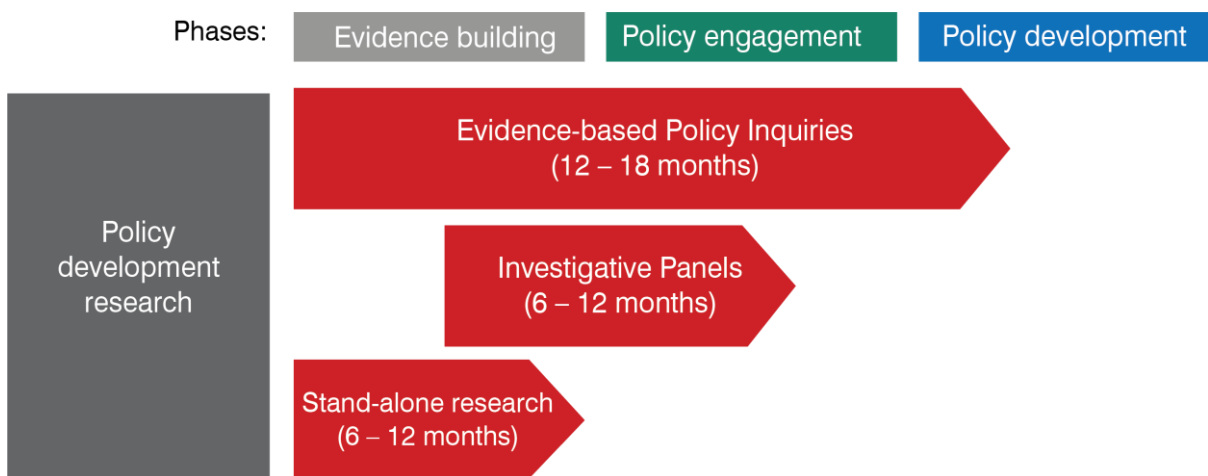 Phases:
Evidence building
Policy engagement
Policy development
Policy
development
research
Evidence-based Policy Inquiries
(12 – 18 months)
Investigative Panels
(6 – 12 months)
Stand-alone research
(6 – 12 months)